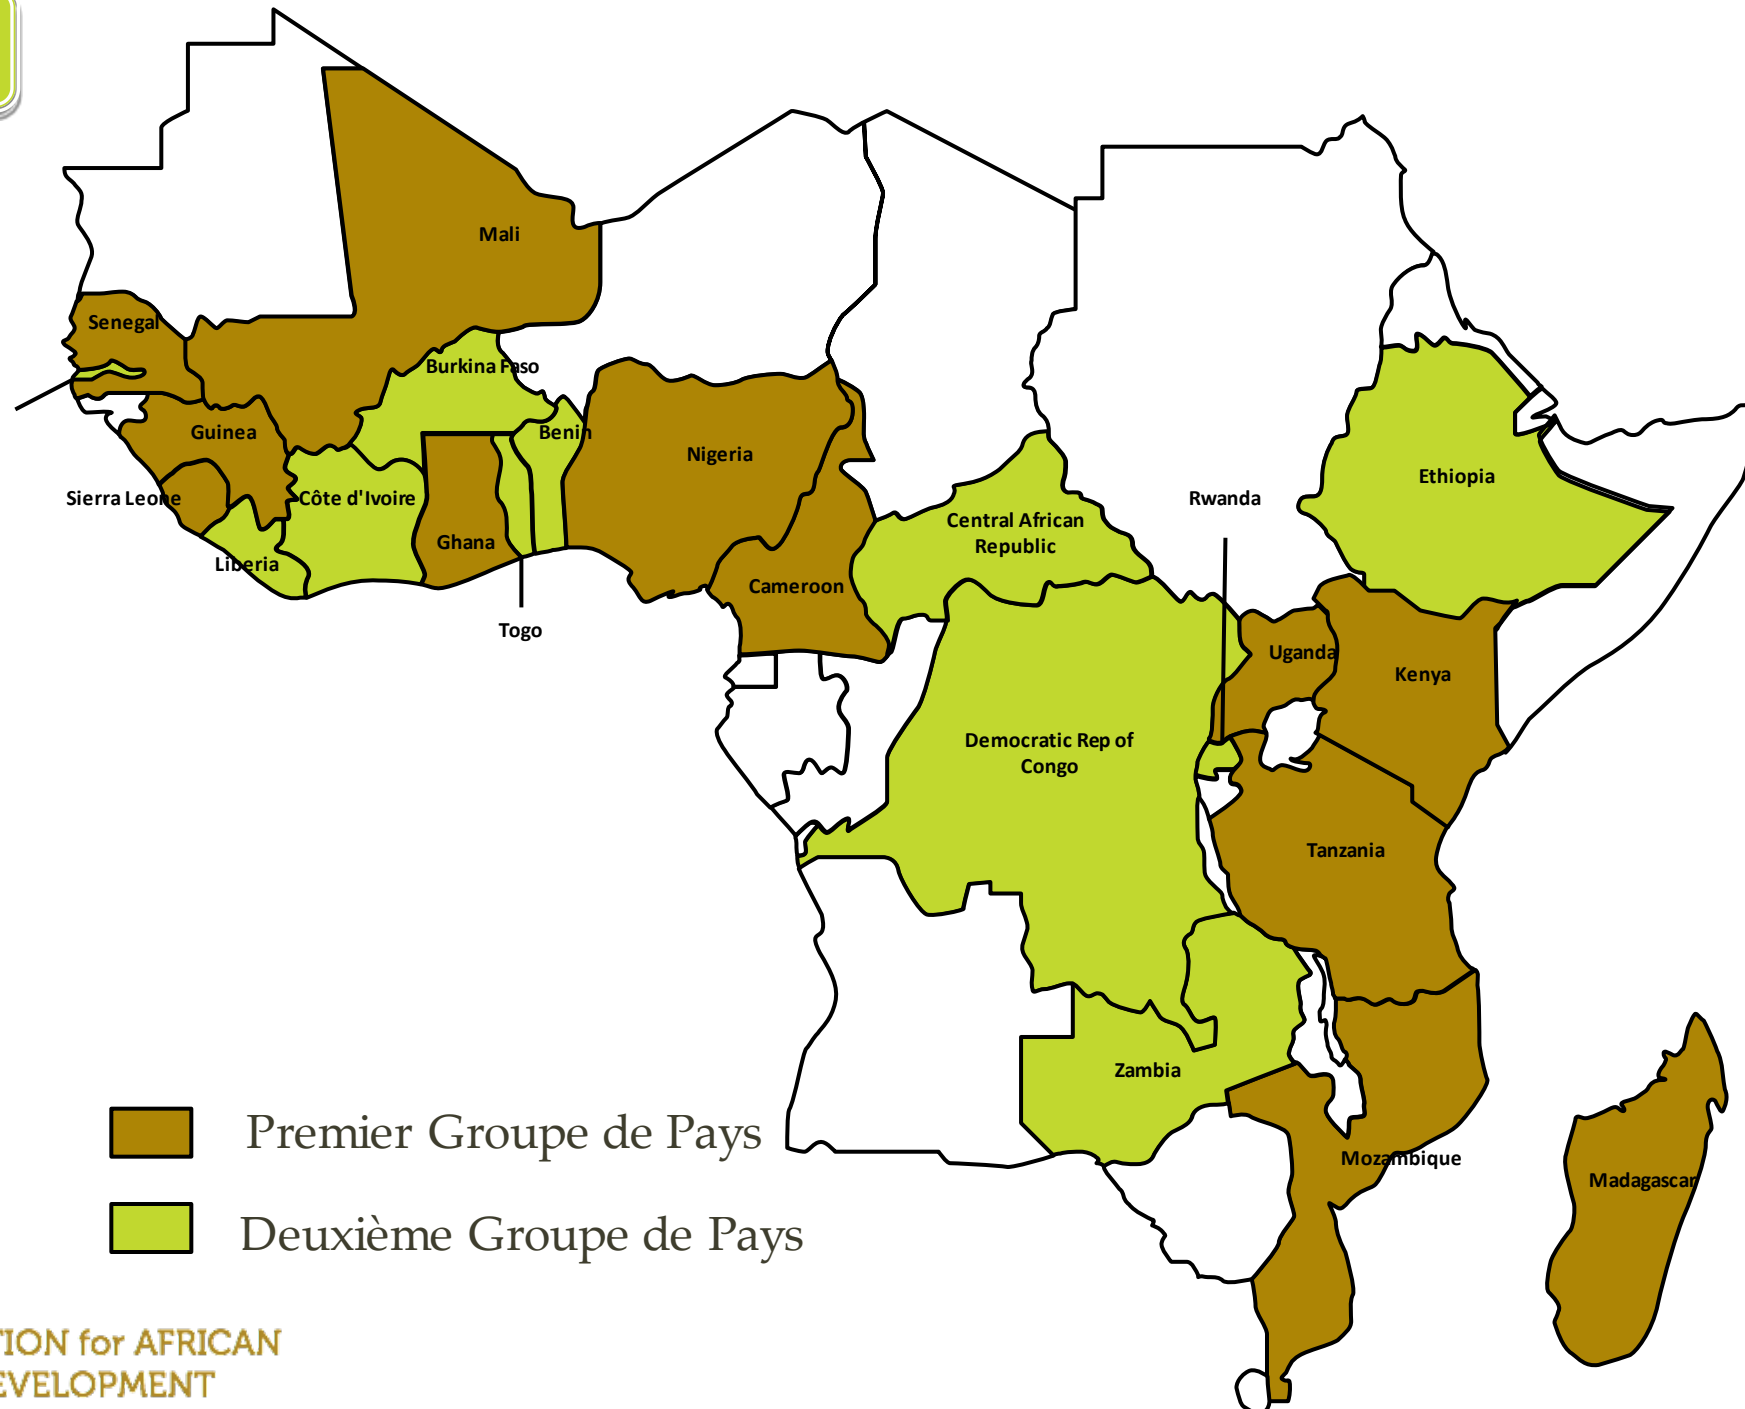 Mali
Senegal
Burkina Faso
Guinea
Benin
Nigeria
Ethiopia
Sierra Leone
Côte d'Ivoire
Rwanda
Central African
Republic
Ghana
Liberia
Cameroon
Togo
Uganda
Kenya
Democratic Rep of
Congo
Tanzania
Zambia
Premier Groupe de Pays
Mozambique
Madagascar
Deuxième Groupe de Pays
for AFRICAN